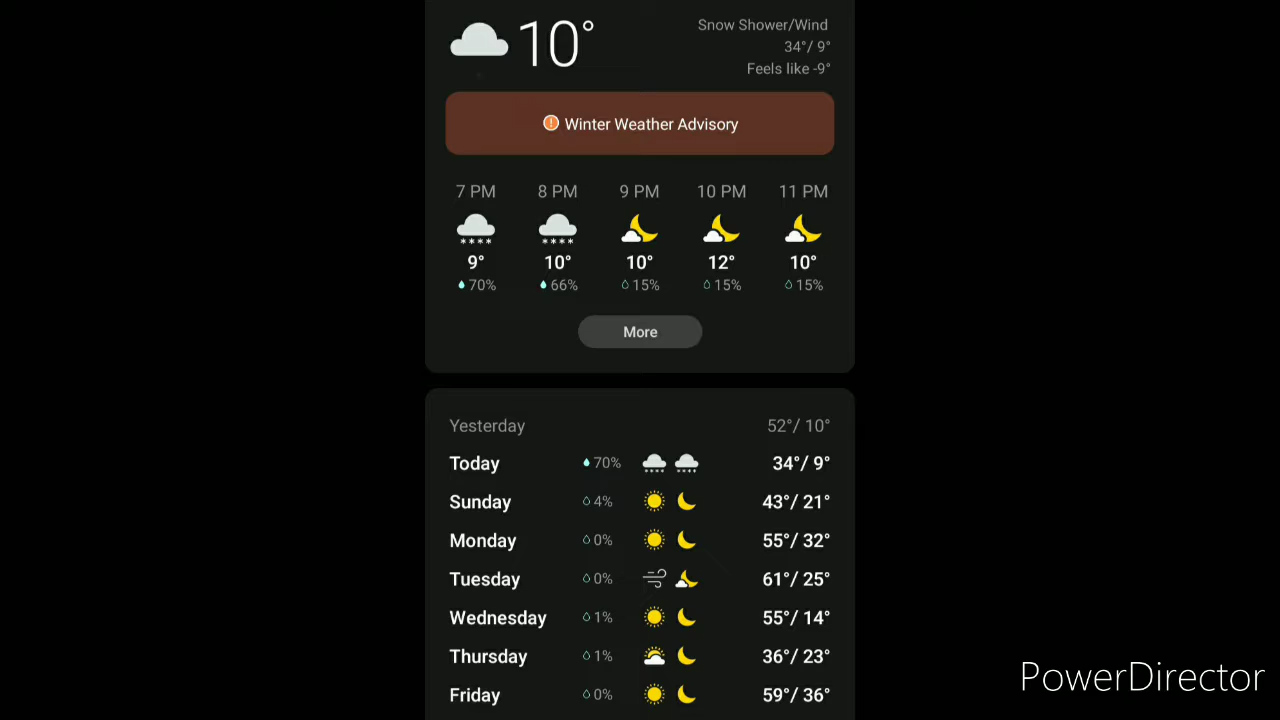 10°
Snow Shower/Wind
34°/ 9°
Feels like -9°
Winter Weather Advisory
7 PM 8 PM 9 PM 10 PM 11 PM
9° 10° 10° 12° 10°
70% 66% 15% 15% 15%
More
Yesterday 52°/ 10°
Today 70% 34°/ 9°
Sunday 4% 43°/ 21°
Monday 0% 55°/ 32°
Tuesday 0% 61°/ 25°
Wednesday 1% 55°/ 14°
Thursday 1% 36°/ 23°
Friday 0% 59°/ 36°
PowerDirector